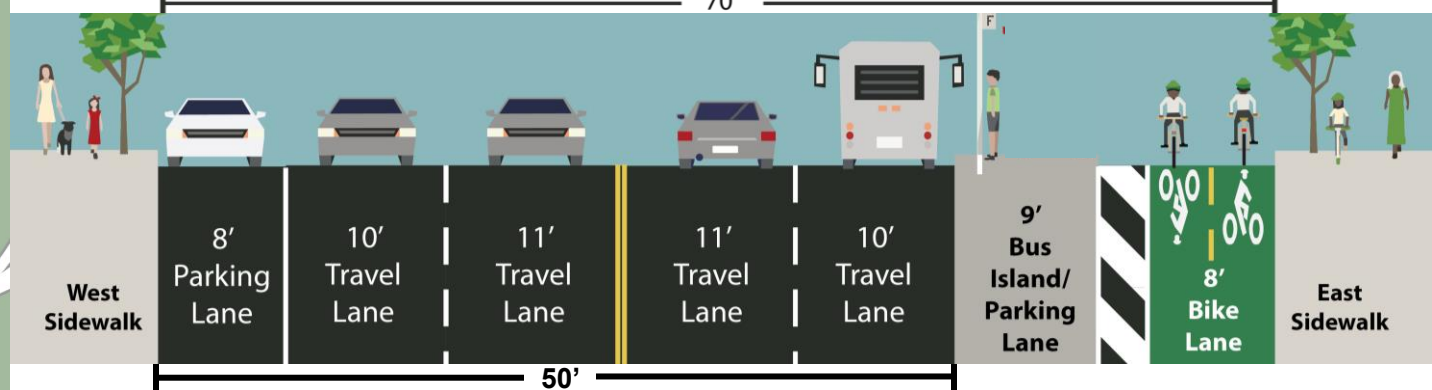 70
F
8’
Parking
Lane
10’
Travel
Lane
11’
Travel
Lane
11’
Travel
Lane
10’
Travel
Lane
9’
Bus
Island/
Parking
Lane
8’
Bike
Lane
West
Sidewalk
East
Sidewalk
50’